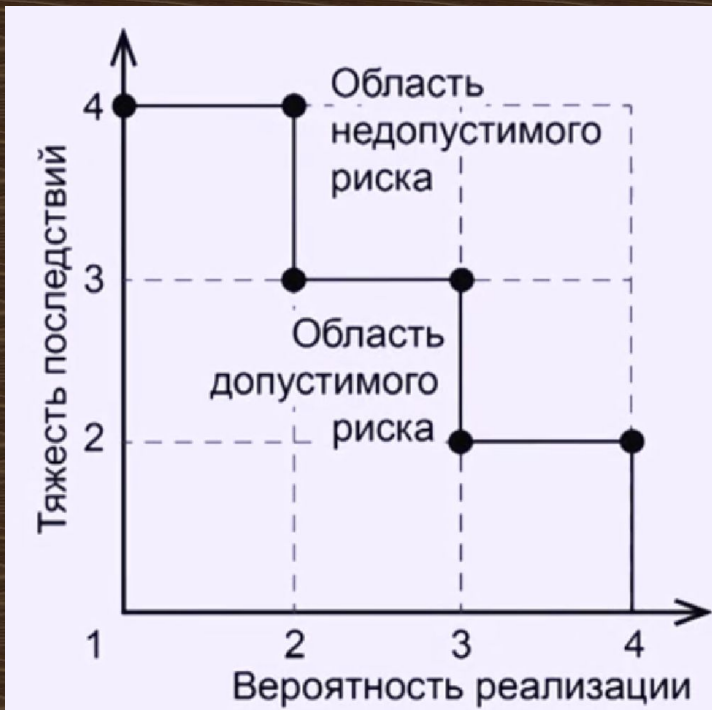 Область
недопустимого
риска
4
3
Область
допустимого
риска
2
Тяжесть последствий
1 2 3 4
Вероятность реализации